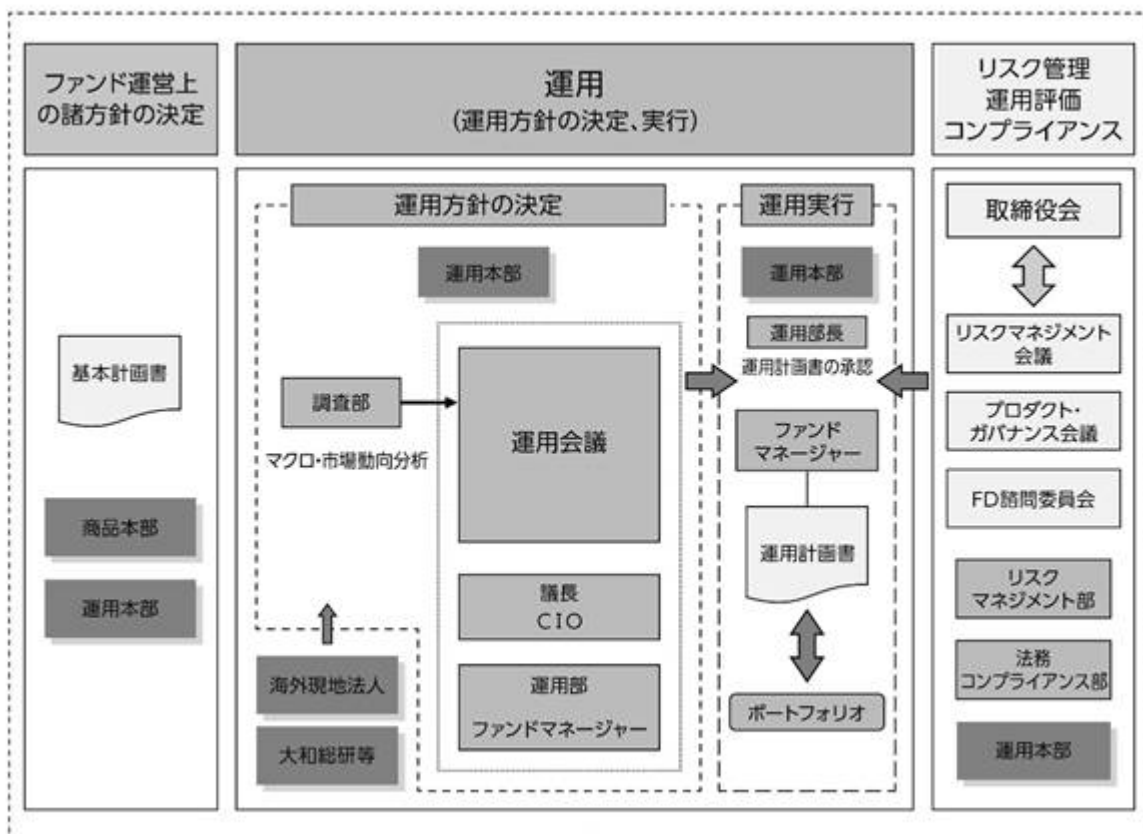 ファンド運営上
の諸方針の決定
運用
(運用方針の決定、実行)
リスク管理
運用評価
コンプライアンス
基本計画書
商品本部
運用本部
運用方針の決定
運用本部
調査部
マクロ・市場動向分析
運用会議
議長
CIO
運用部
ファンドマネージャー
海外現地法人
大和総研等
運用実行
運用本部
運用部長
運用計画書の承認
ファンド
マネージャー
運用計画書
ポートフォリオ
取締役会
リスクマネジメント
会議
プロダクト・
ガバナンス会議
FD諮問委員会
リスク
マネジメント部
法務
コンプライアンス部
運用本部